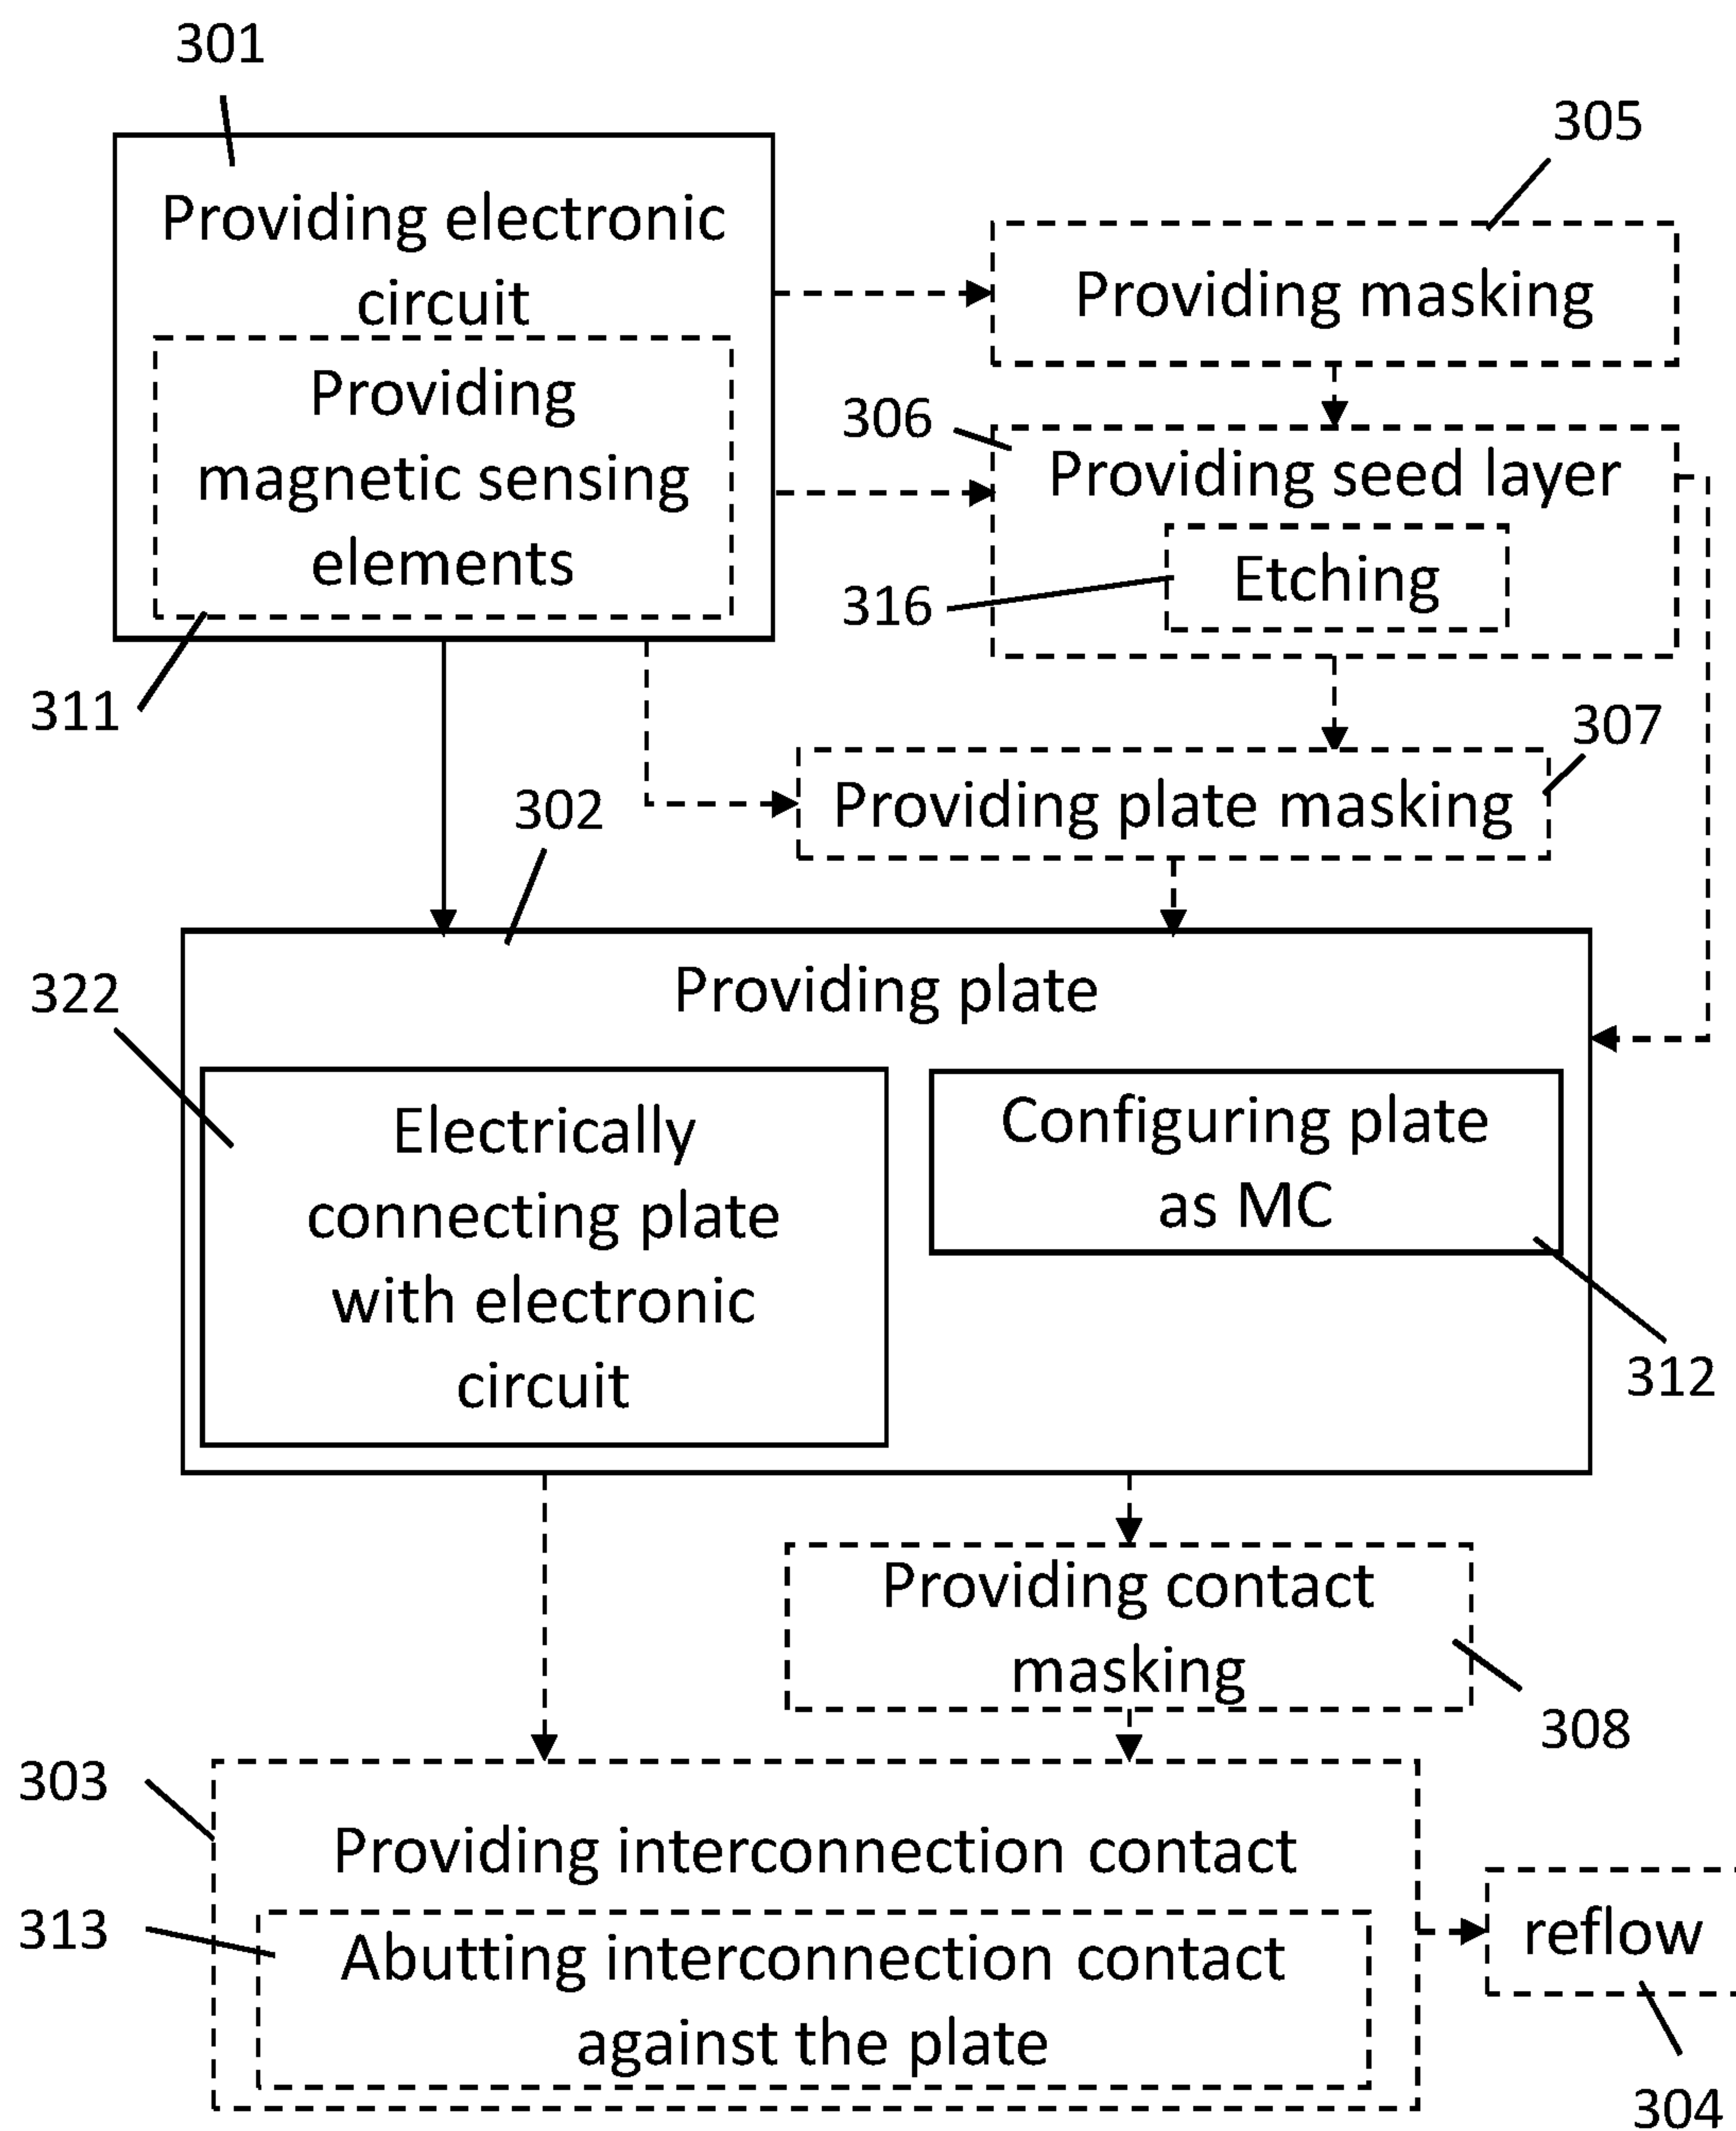 301
305
Providing electronic
circuit
Providing masking
Providing
magnetic sensing
elements
306
Providing seed layer
316
Etching
311
307
302
Providing plate masking
322
Providing plate
Electrically
connecting plate
with electronic
circuit
Configuring plate
as MC
312
Providing contact
masking
308
303
Providing interconnection contact
313
Abutting interconnection contact
against the plate
reflow
304